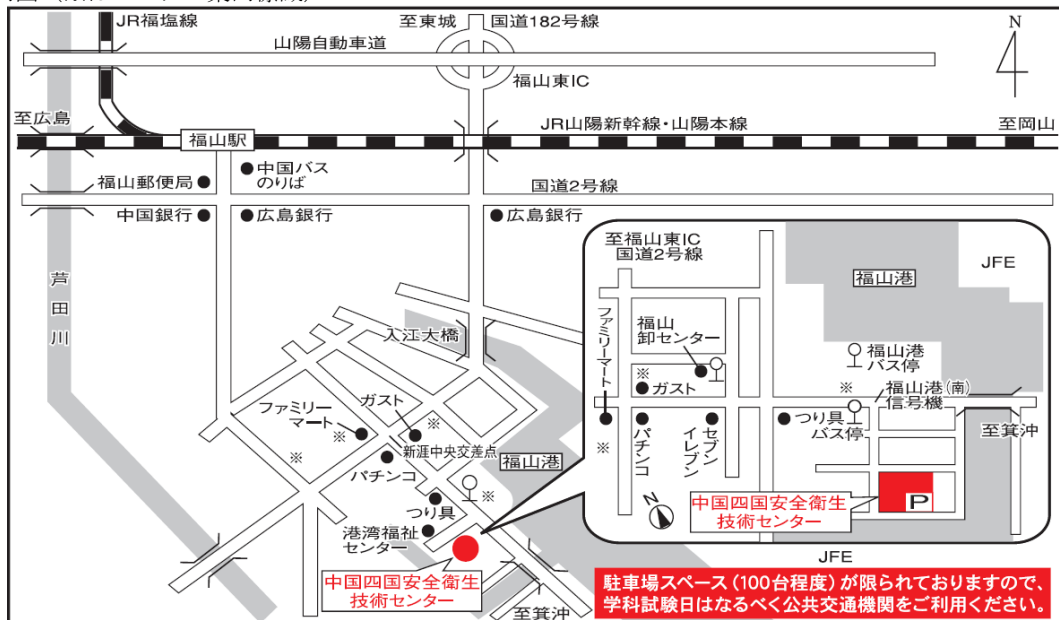 JR福塩線
至東城
国道182号線
山陽自動車道
福山東IC
N
至広島
福山駅
JR山陽新幹線・山陽本線
至岡山
中国バス
のりば
福山郵便局
国道2号線
中国銀行
広島銀行
広島銀行
芦田川
入江大橋
ファミリー
マート
ガスト
※
※
※
新涯中央交差点
パチンコ
福山港
※
つり具
港湾福祉
センター
中国四国安全衛生
技術センター
至箕沖
至福山東IC
国道2号線
JFE
福山港
ファミリーマート
福山
卸センター
※
ガスト
福山港
バス停
※
福山港(南)
信号機
※
パチンコ
セブン
イレブン
つり具
バス停
至箕沖
N
中国四国安全衛生
技術センター
P
JFE
駐車場スペース(100台程度)が限られておりますので、
学科試験日はなるべく公共交通機関をご利用ください。